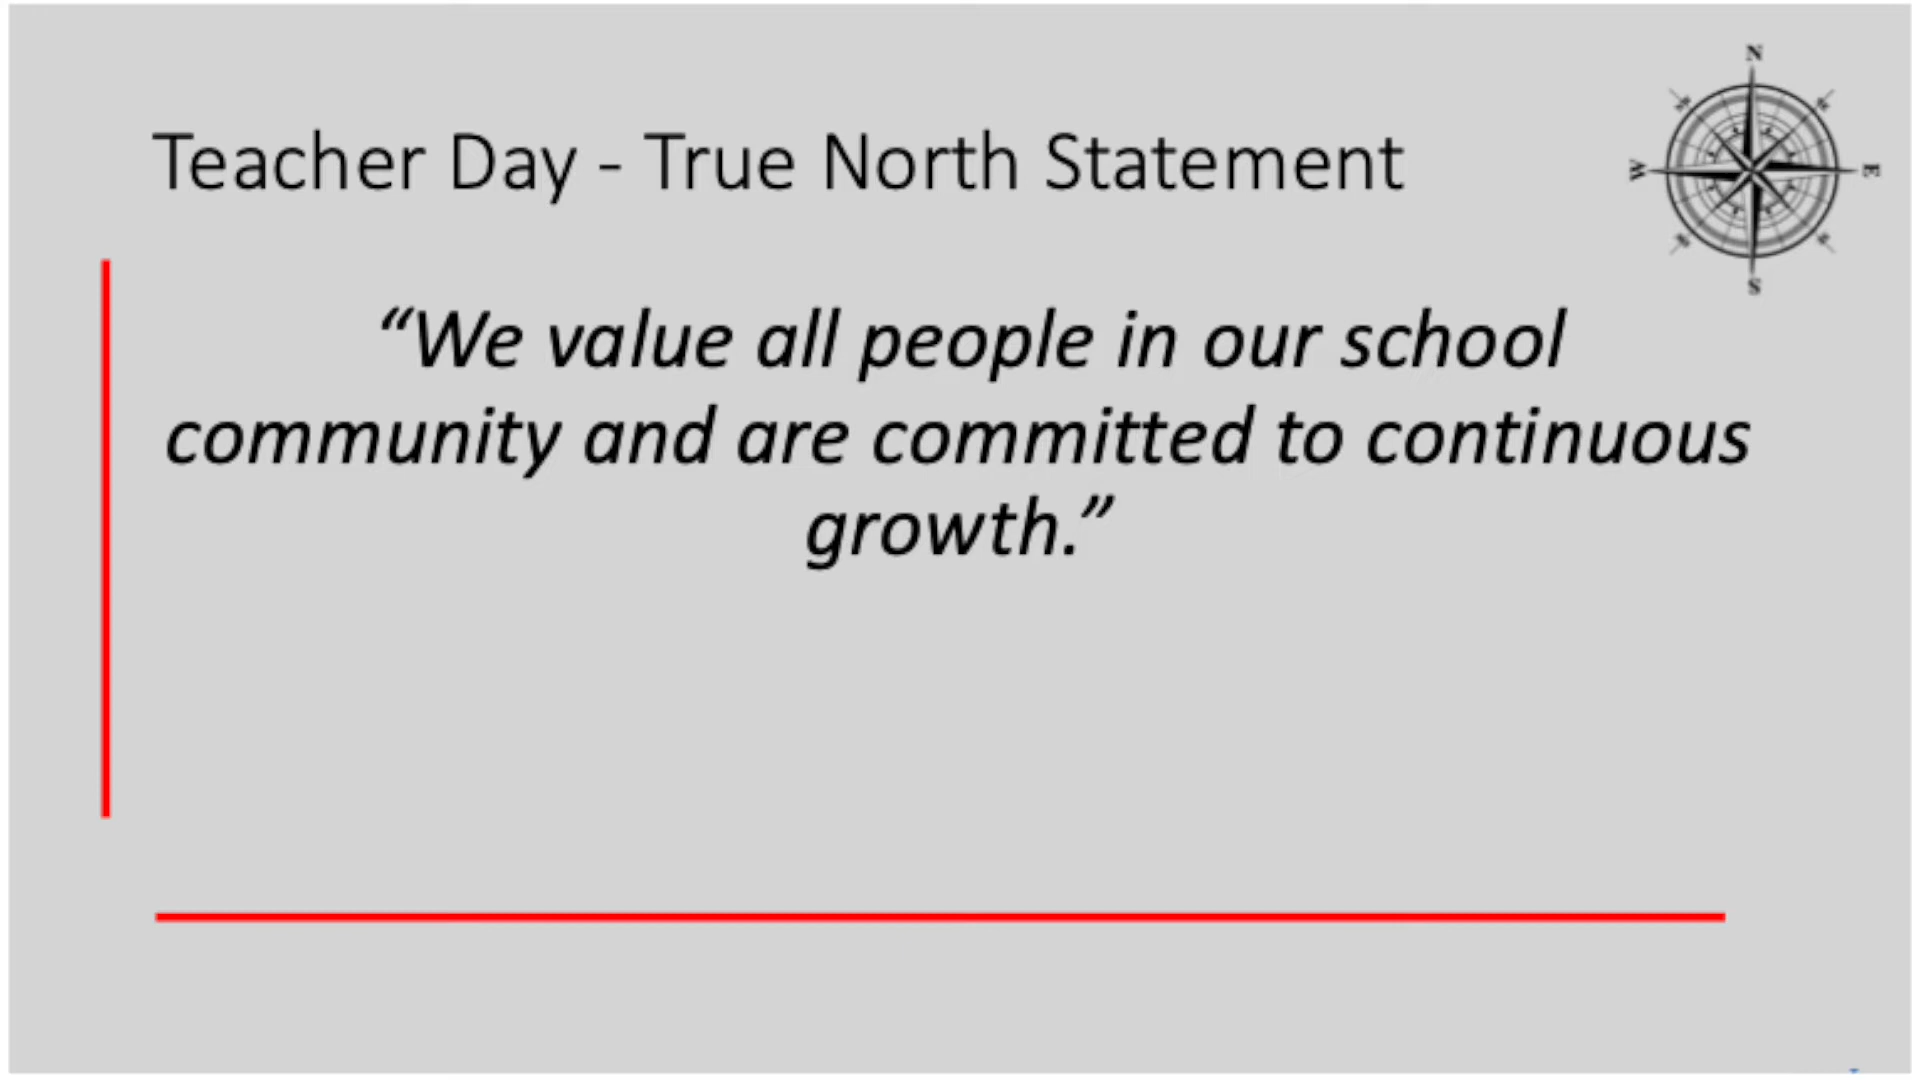 N
Teacher Day - True North Statement
W
E
S
“We value all people in our school
community and are committed to continuous
growth.”